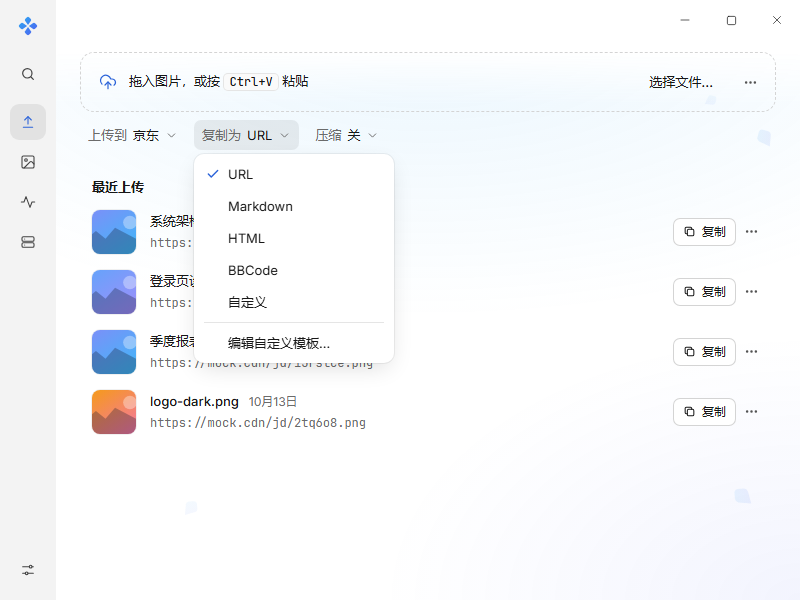 拖入图片，或按 Ctrl+V 粘贴
选择文件...
上传到 京东
复制为 URL
压缩 关
URL
Markdown
HTML
BBCode
自定义
编辑自定义模板...
最近上传
系统架
https:
复制
登录页
https:
复制
季度报
https://mock.cdn/jd/
.png
复制
logo-dark.png 10月13日
https://mock.cdn/jd/2tq6o8.png
复制